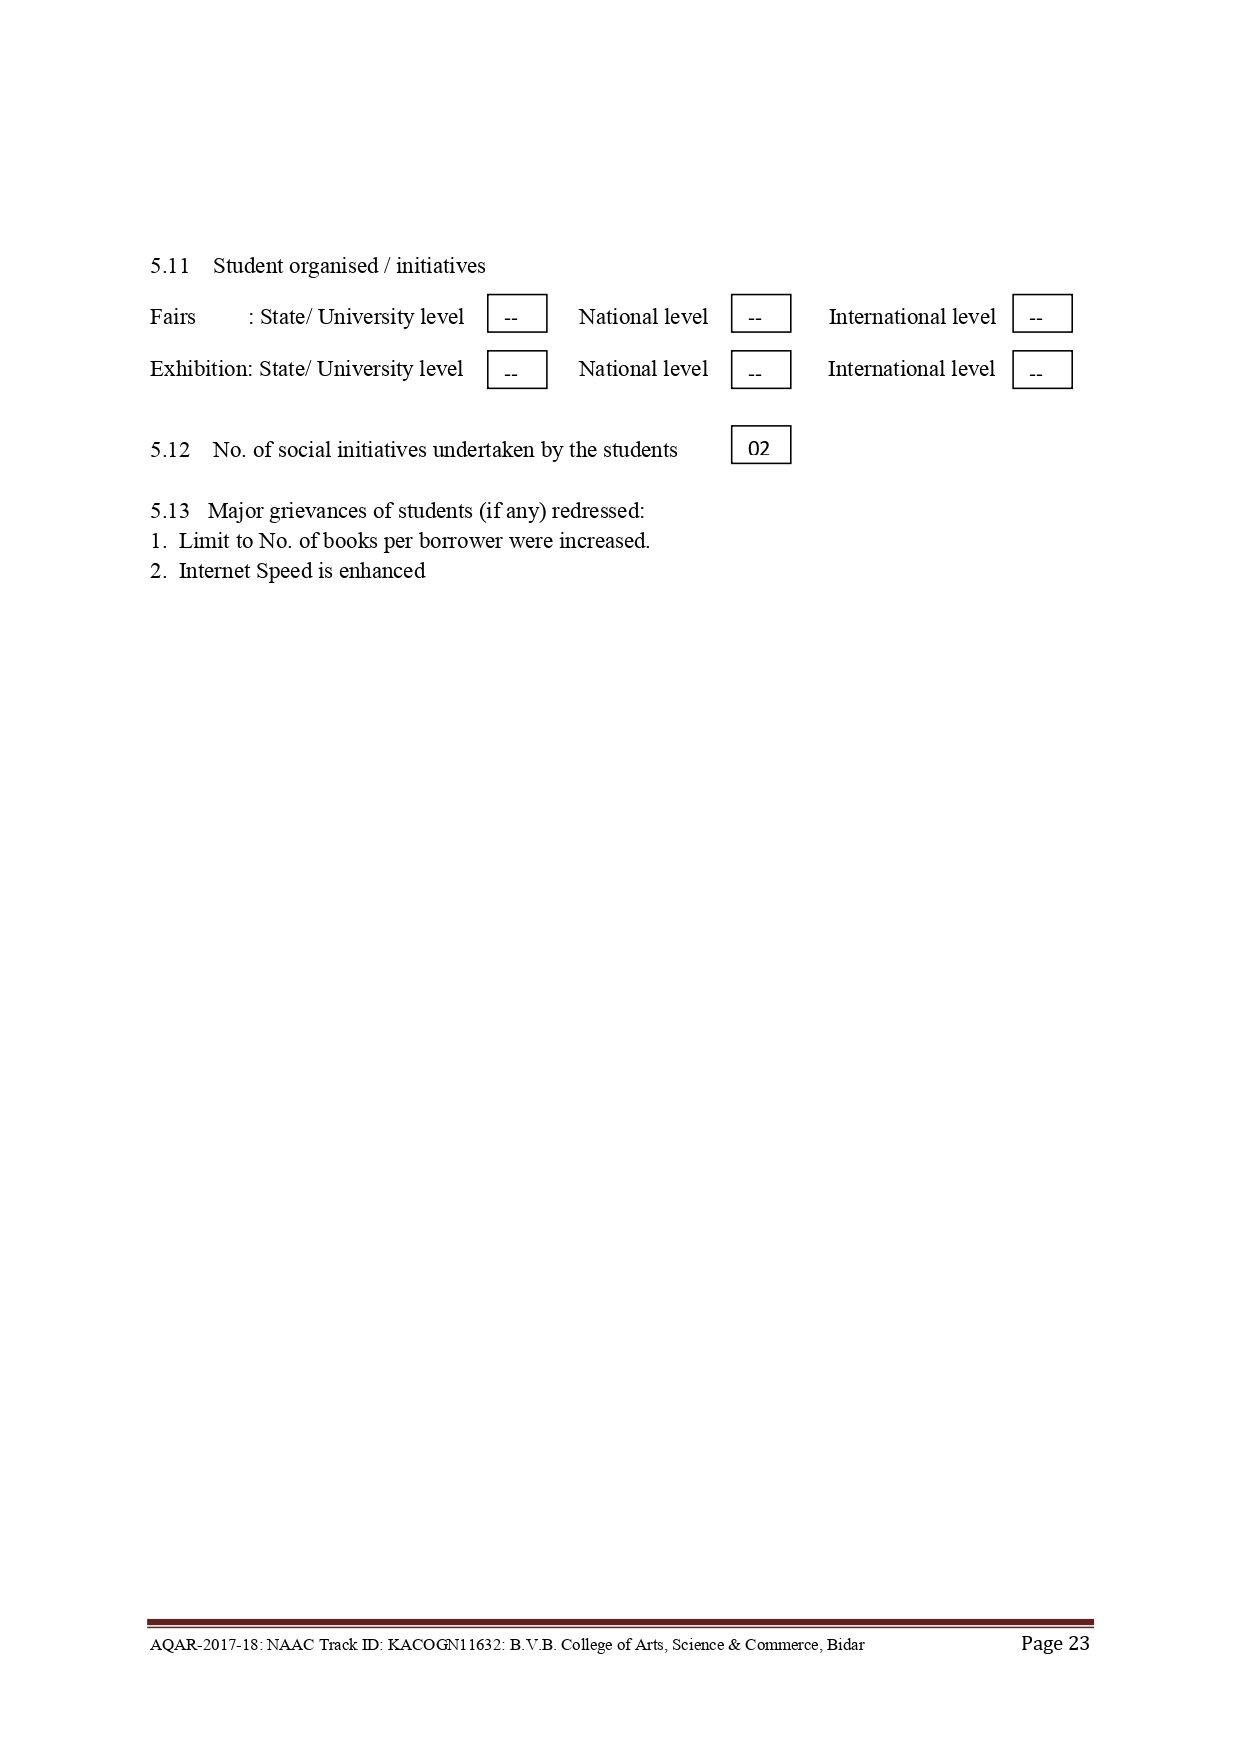 5.11 Student organised / initiatives
Fairs : State/ University level -- National level -- International level --
Exhibition: State/ University level -- National level -- International level --
5.12 No. of social initiatives undertaken by the students 02
5.13 Major grievances of students (if any) redressed:
1. Limit to No. of books per borrower were increased.
2. Internet Speed is enhanced
AQAR-2017-18: NAAC Track ID: KACOGN11632: B.V.B. College of Arts, Science & Commerce, Bidar Page 23